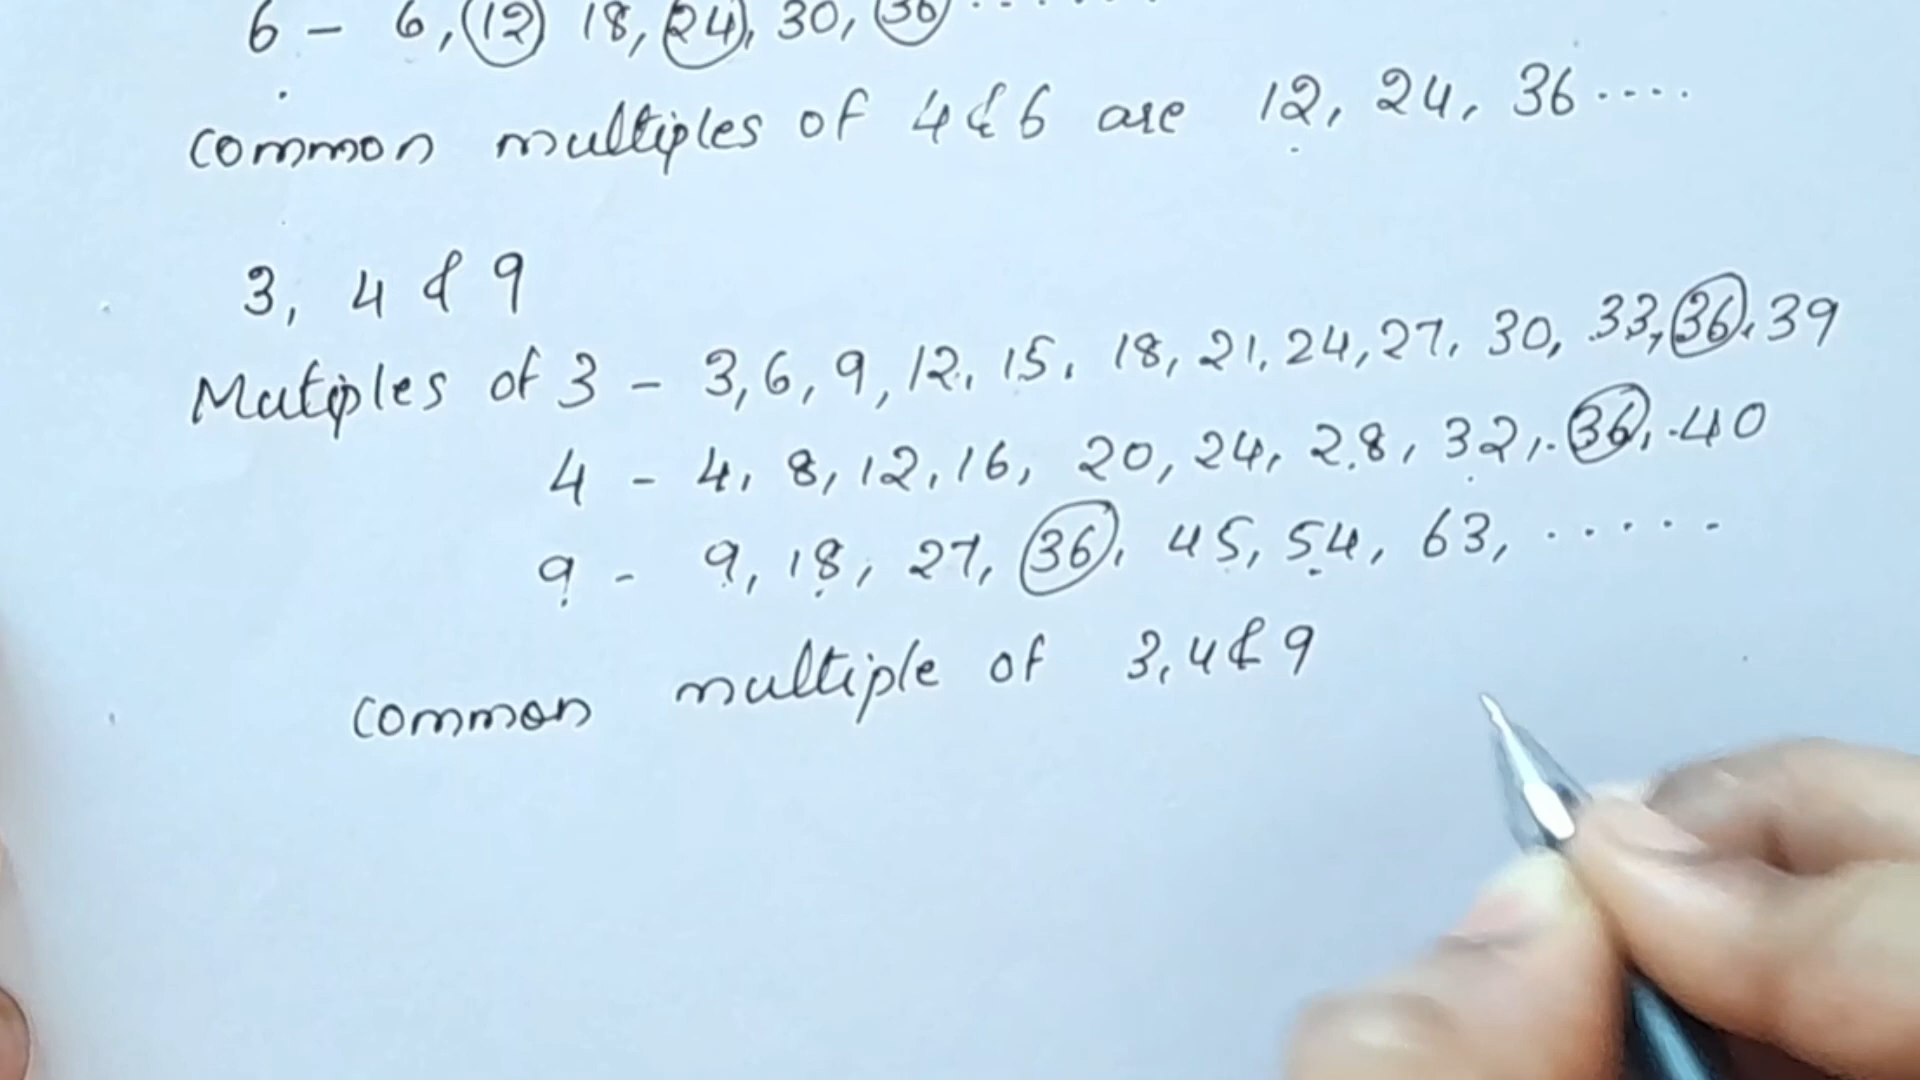 6 - 6, 12 18, 24, 30, 36 .......
common multiples of 4 & 6 are 12, 24, 36 ....
3, 4 & 9
Mutiples of 3 - 3, 6, 9, 12, 15, 18, 21, 24, 27, 30, 33, 36, 39
4 - 4, 8, 12, 16, 20, 24, 28, 32, 36, 40
9 - 9, 18, 27, 36, 45, 54, 63, .....
common multiple of 3, 4 & 9